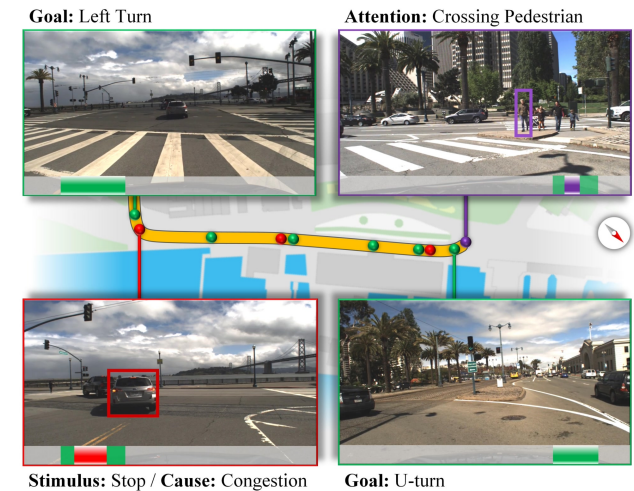 Goal: Left Turn
Attention: Crossing Pedestrian
Stimulus: Stop / Cause: Congestion
Goal: U-turn